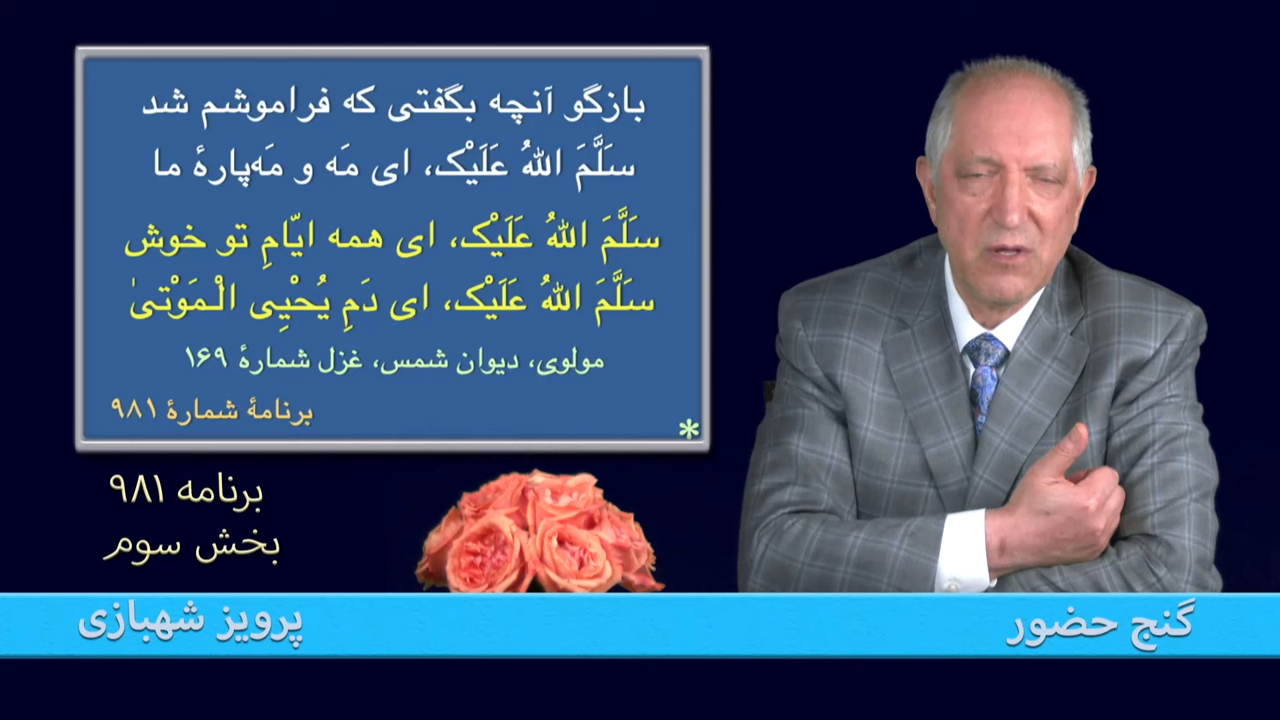 بازگو آنچه بگفتی که فراموشم شد
سَلَّمَ اللهُ عَلَیْک، ای مَه و مَه‌پارهٔ ما
سَلَّمَ اللهُ عَلَیْک، ای همه ایّامِ تو خوش
سَلَّمَ اللهُ عَلَیْک، ای دَمِ یُحْیِی الْمَوْتیٰ
مولوی، دیوان شمس، غزل شمارهٔ ۱۶۹
برنامهٔ شمارهٔ ۹۸۱
*
برنامه ۹۸۱
بخش سوم
گنج حضور
پرویز شهبازی